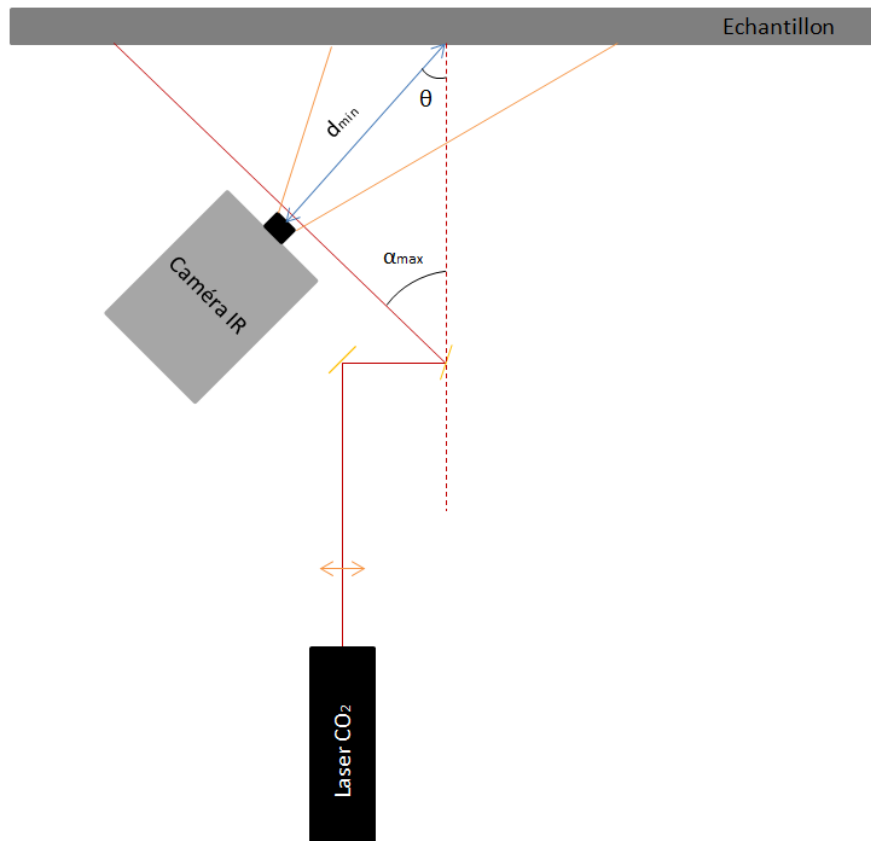 Echantillon
dmin
θ
αmax
Caméra IR
Laser CO₂